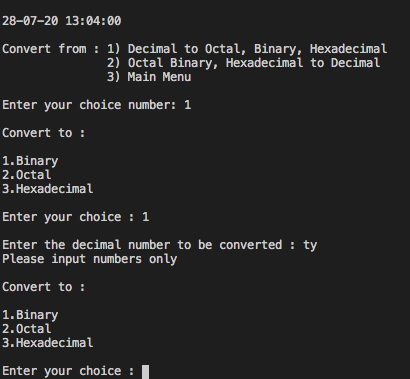 28-07-20 13:04:00
Convert from : 1) Decimal to Octal, Binary, Hexadecimal
2) Octal Binary, Hexadecimal to Decimal
3) Main Menu
Enter your choice number: 1
Convert to :
1.Binary
2.Octal
3.Hexadecimal
Enter your choice : 1
Enter the decimal number to be converted : ty
Please input numbers only
Convert to :
1.Binary
2.Octal
3.Hexadecimal
Enter your choice :